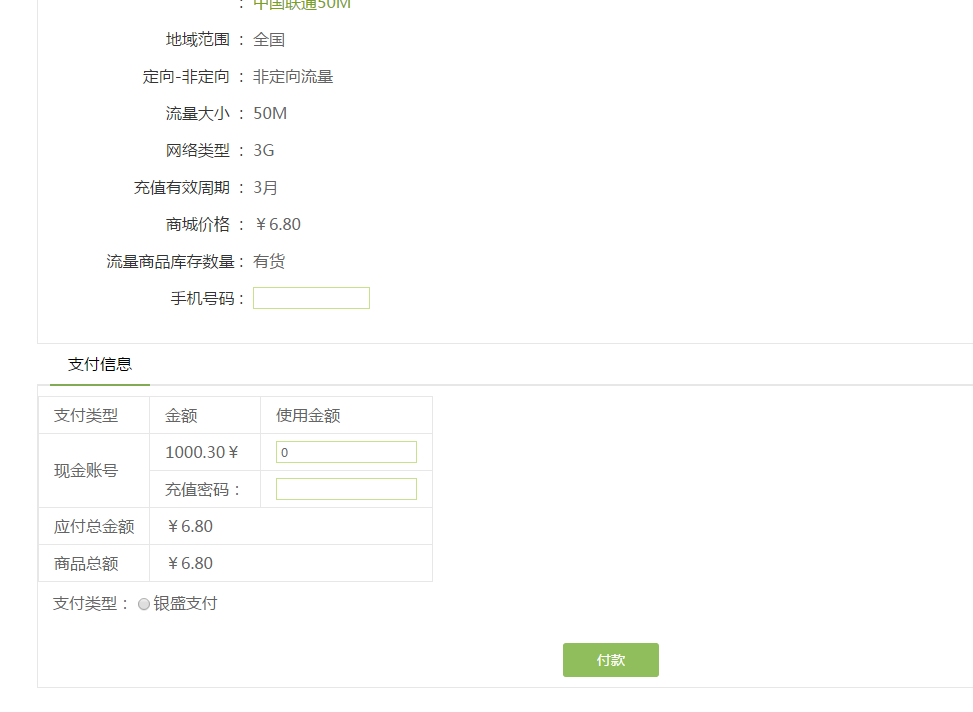 : 中国联通50M
地域范围 : 全国
定向-非定向 : 非定向流量
流量大小 : 50M
网络类型 : 3G
充值有效周期 : 3月
商城价格 : ￥6.80
流量商品库存数量 : 有货
手机号码 :
支付信息
支付类型 金额 使用金额
现金账号 1000.30￥ 0
充值密码：
应付总金额 ￥6.80
商品总额 ￥6.80
支付类型： 银盛支付
付款